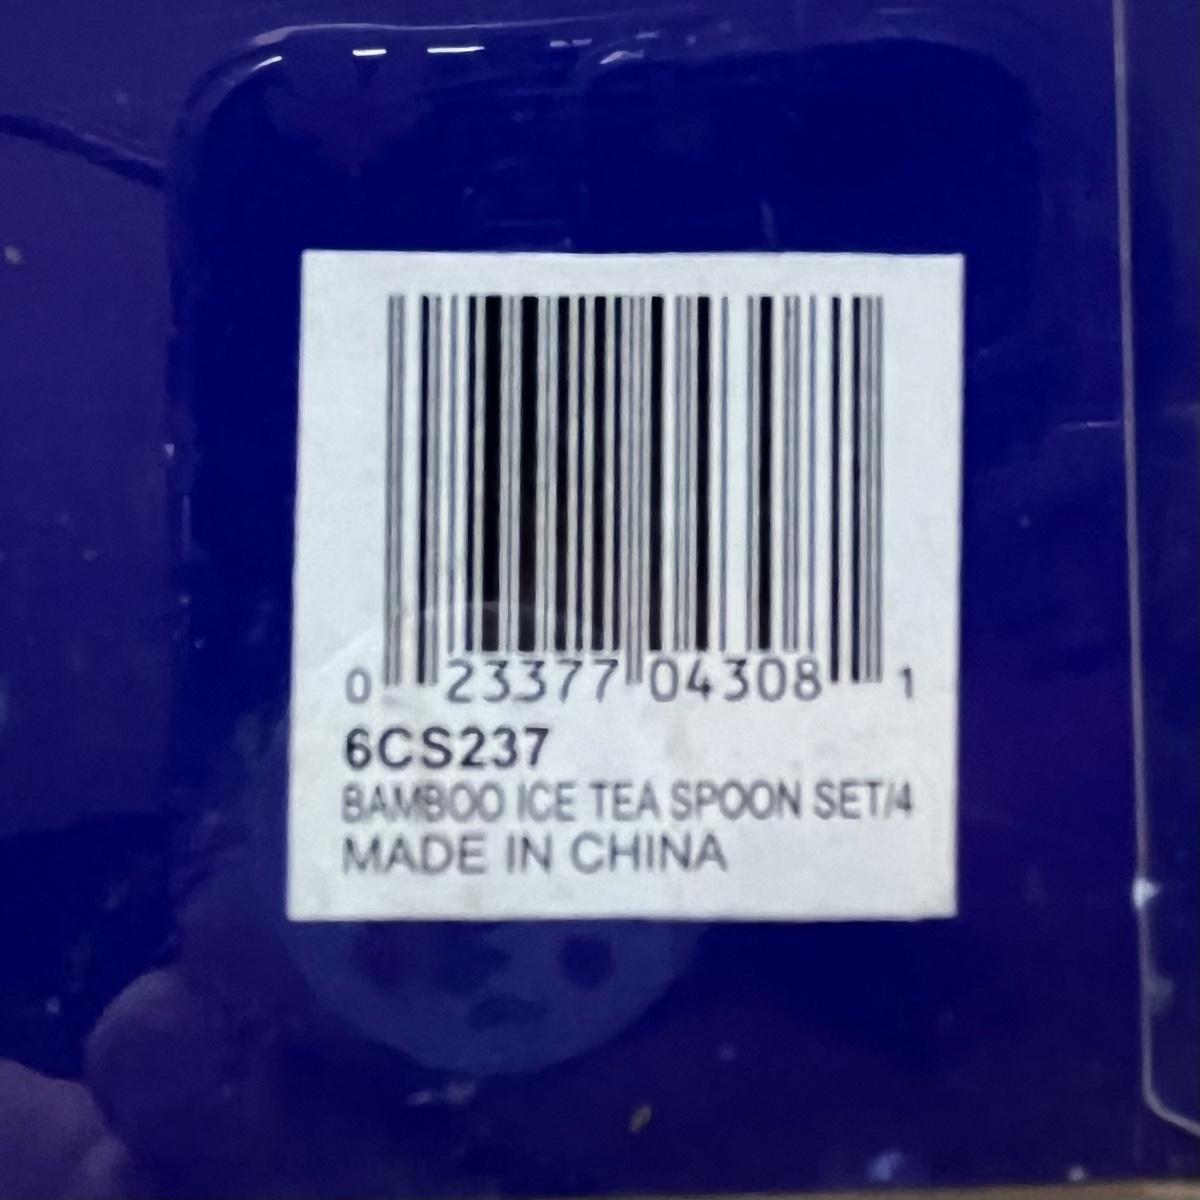 0 23377 04308 1
6CS237
BAMBOO ICE TEA SPOON SET/4
MADE IN CHINA